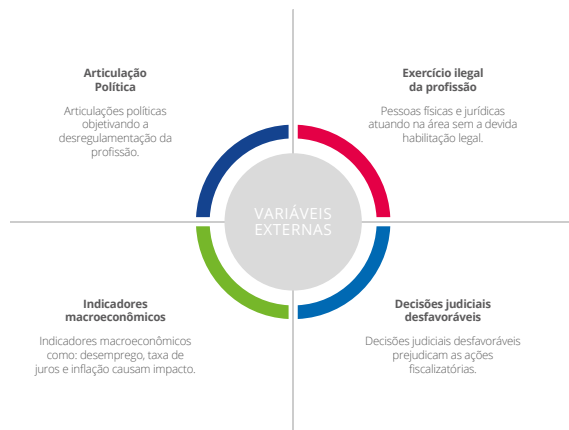 Articulação
Política
Articulações políticas
objetivando a
desregulamentação da
profissão.
Exercício ilegal
da profissão
Pessoas físicas e jurídicas
atuando na área sem a devida
habilitação legal.
VARIÁVEIS
EXTERNAS
Indicadores
macroeconômicos
Indicadores macroeconômicos
como: desemprego, taxa de
juros e inflação causam impacto.
Decisões judiciais
desfavoráveis
Decisões judiciais desfavoráveis
prejudicam as ações
fiscalizatórias.